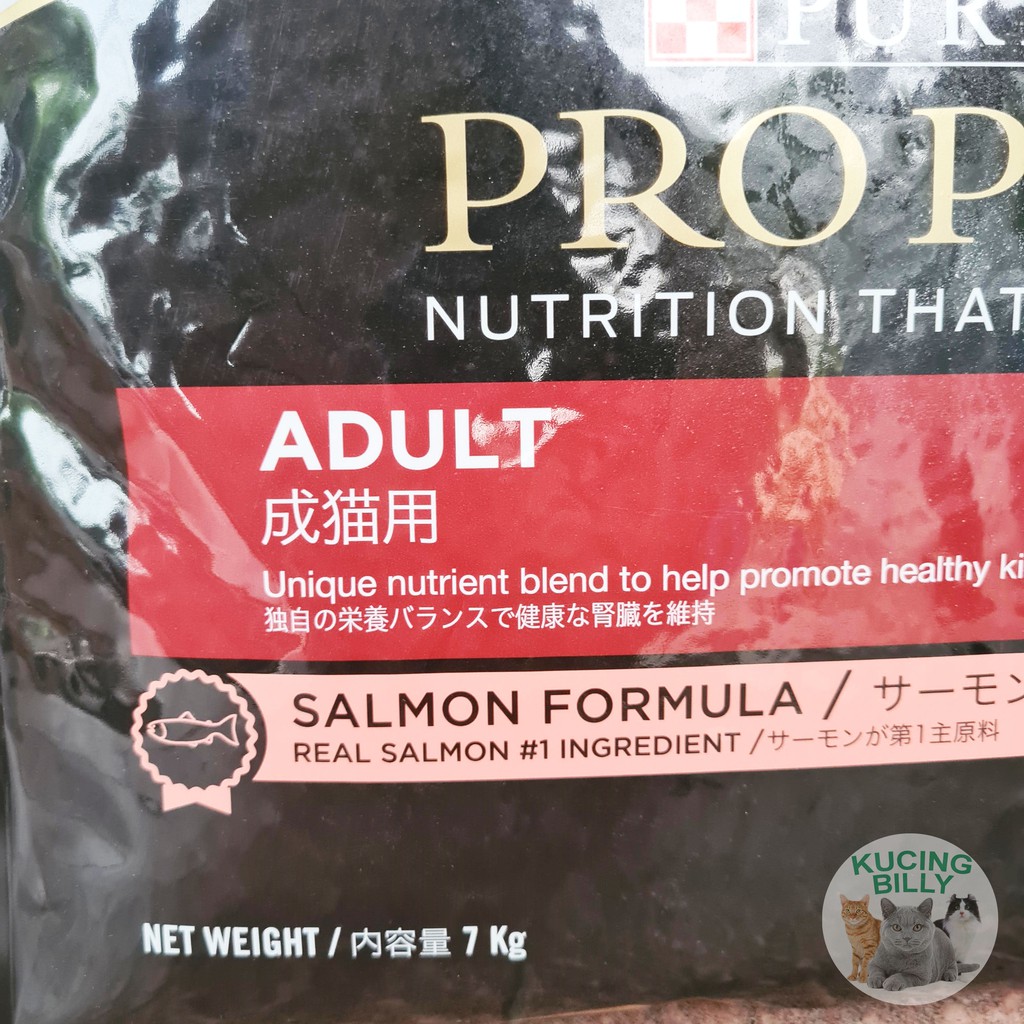 PUR
PRO P
NUTRITION THAT
ADULT
成猫用
Unique nutrient blend to help promote healthy ki
独自の栄養バランスで健康な腎臓を維持
SALMON FORMULA / サーモン
REAL SALMON #1 INGREDIENT /サーモンが第1主原料
NET WEIGHT / 内容量 7 Kg
KUCING
BILLY